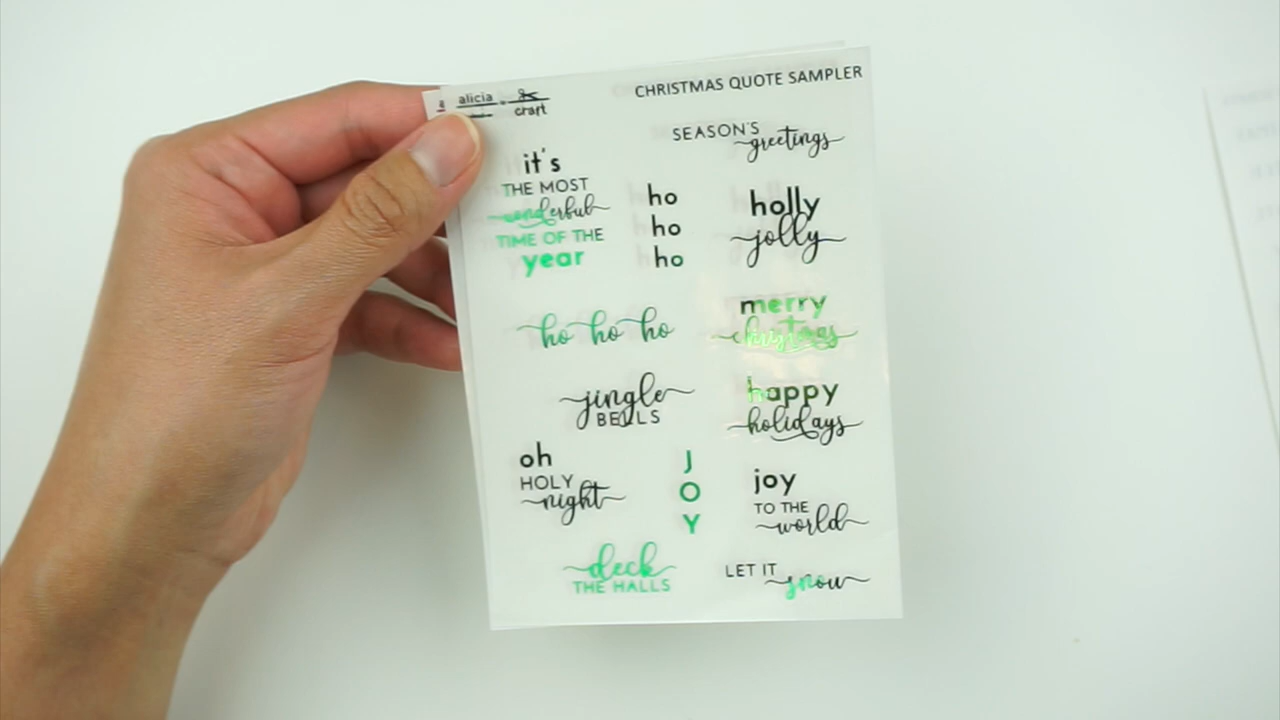 alicia
craft
CHRISTMAS QUOTE SAMPLER
SEASON'S
greetings
it's
THE MOST
wonderful
TIME OF THE
year
ho
ho
ho
holly
jolly
ho ho ho
merry
christmas
jingle
BELLS
happy
holidays
oh
HOLY
night
J
O
Y
joy
TO THE
world
deck
THE HALLS
LET IT
snow